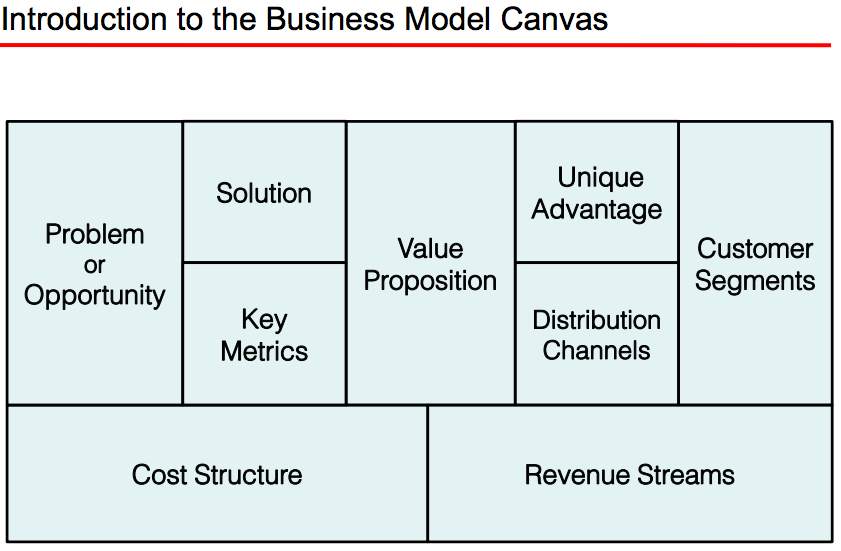 Introduction to the Business Model Canvas
Problem
or
Opportunity
Solution
Key
Metrics
Value
Proposition
Unique
Advantage
Distribution
Channels
Customer
Segments
Cost Structure
Revenue Streams